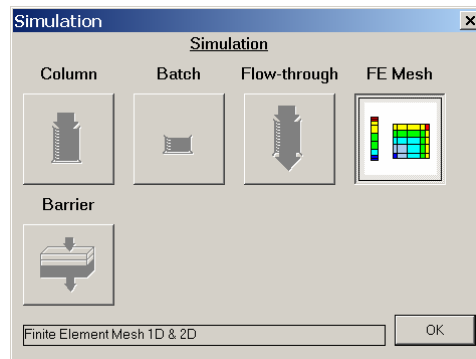 Simulation
Simulation
Column Batch Flow-through FE Mesh
Barrier
Finite Element Mesh 1D & 2D
OK